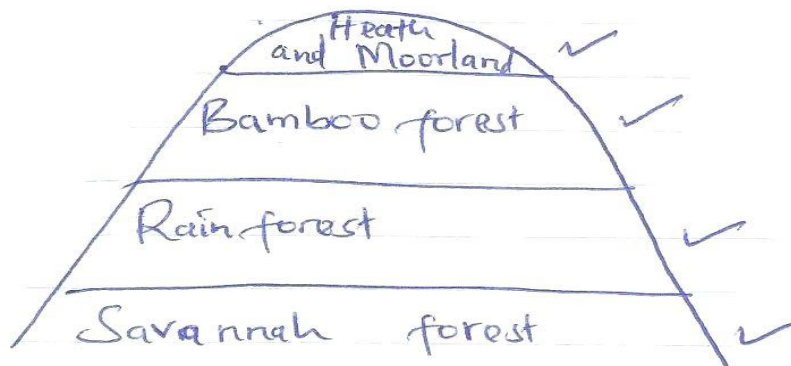 Heath
and Moorland
Bamboo forest
Rain forest
Savannah forest